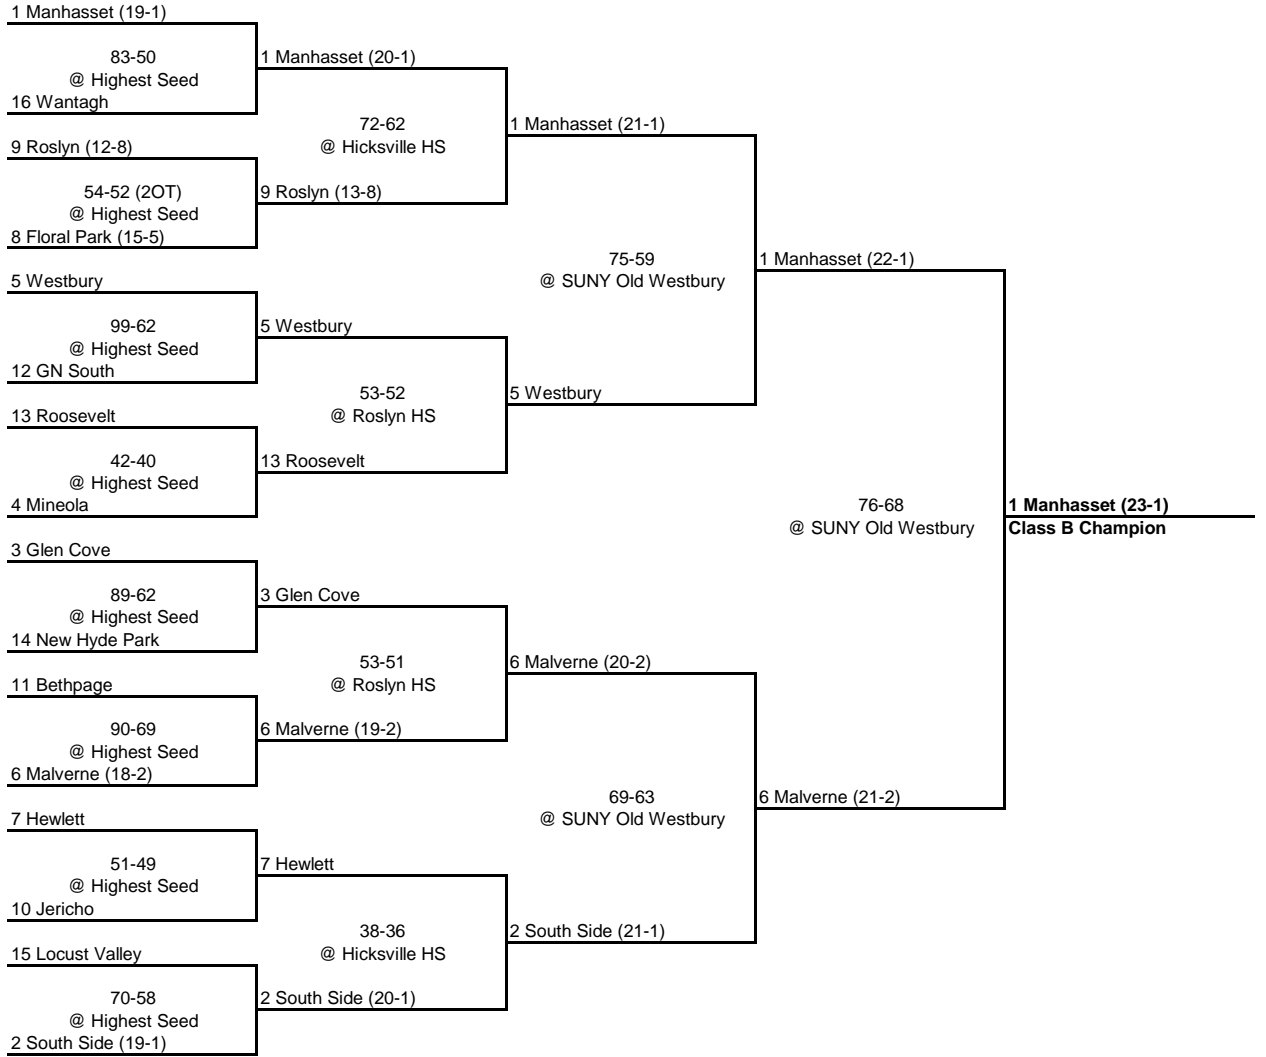 1 Manhasset (19-1)
83-50
@ Highest Seed
16 Wantagh
9 Roslyn (12-8)
54-52 (2OT)
@ Highest Seed
8 Floral Park (15-5)
5 Westbury
99-62
@ Highest Seed
12 GN South
13 Roosevelt
42-40
@ Highest Seed
4 Mineola
3 Glen Cove
89-62
@ Highest Seed
14 New Hyde Park
11 Bethpage
90-69
@ Highest Seed
6 Malverne (18-2)
7 Hewlett
51-49
@ Highest Seed
10 Jericho
15 Locust Valley
70-58
@ Highest Seed
2 South Side (19-1)
1 Manhasset (20-1)
72-62
@ Hicksville HS
9 Roslyn (13-8)
5 Westbury
53-52
@ Roslyn HS
13 Roosevelt
3 Glen Cove
53-51
@ Roslyn HS
6 Malverne (19-2)
7 Hewlett
38-36
@ Hicksville HS
2 South Side (20-1)
1 Manhasset (21-1)
75-59
@ SUNY Old Westbury
5 Westbury
6 Malverne (20-2)
69-63
@ SUNY Old Westbury
2 South Side (21-1)
1 Manhasset (22-1)
76-68
@ SUNY Old Westbury
6 Malverne (21-2)
1 Manhasset (23-1)
Class B Champion